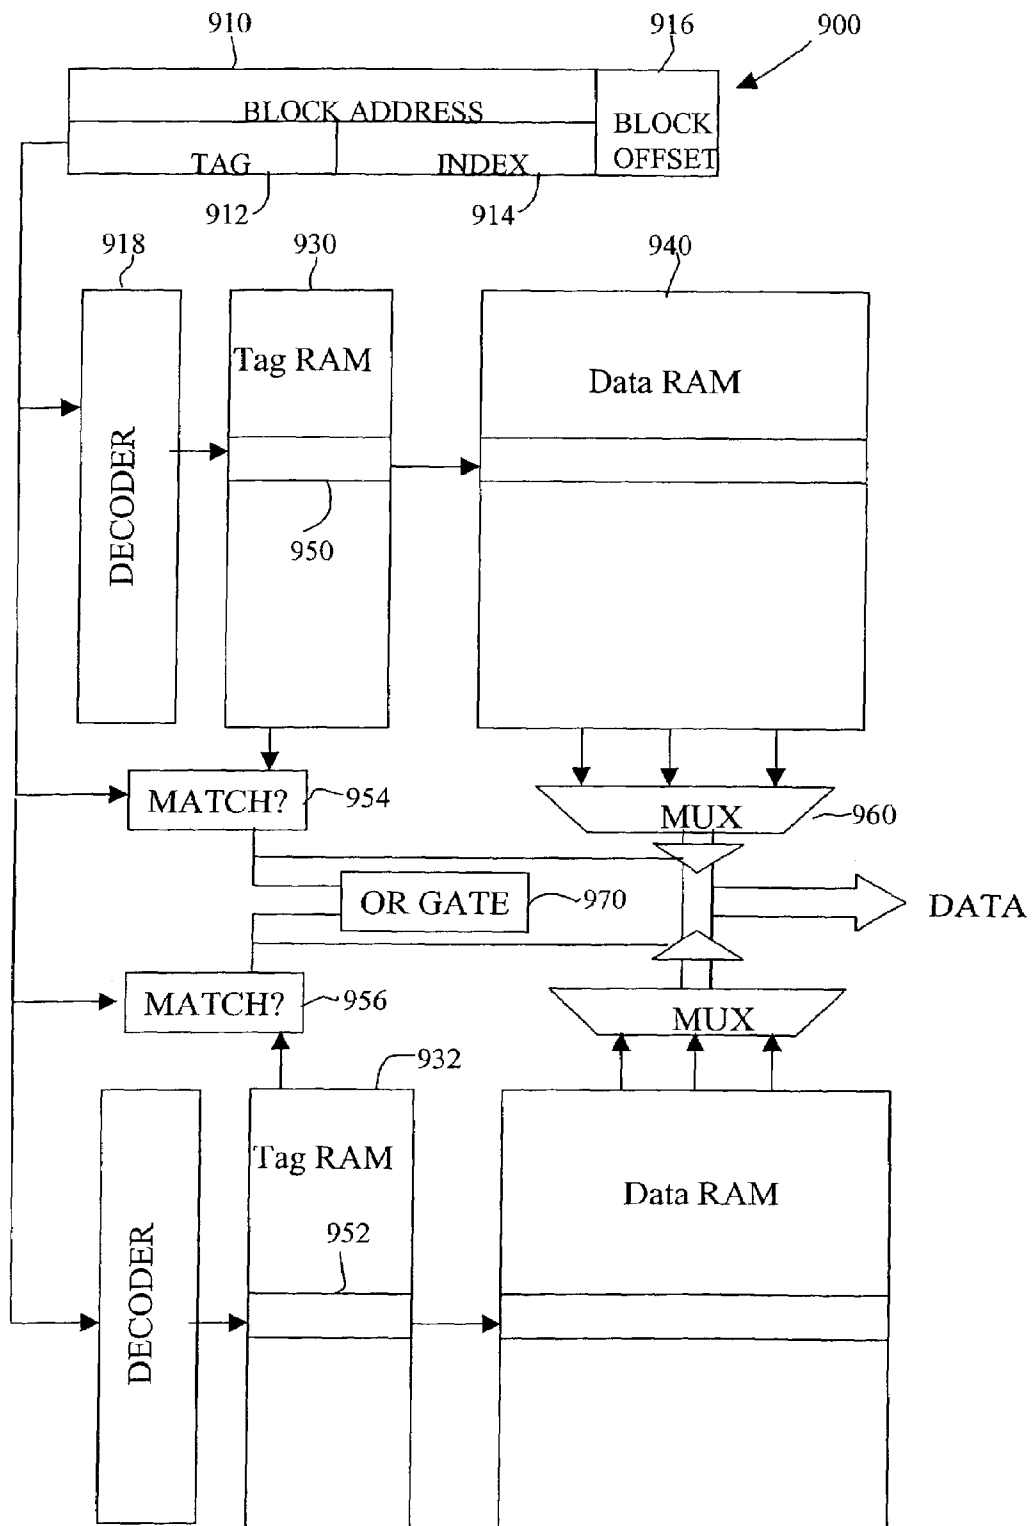 910
916
900
BLOCK ADDRESS
BLOCK
OFFSET
TAG
INDEX
912
914
918
930
940
Tag RAM
Data RAM
DECODER
950
MATCH?
954
MUX
960
OR GATE
970
DATA
MATCH?
956
MUX
932
Tag RAM
Data RAM
952
DECODER